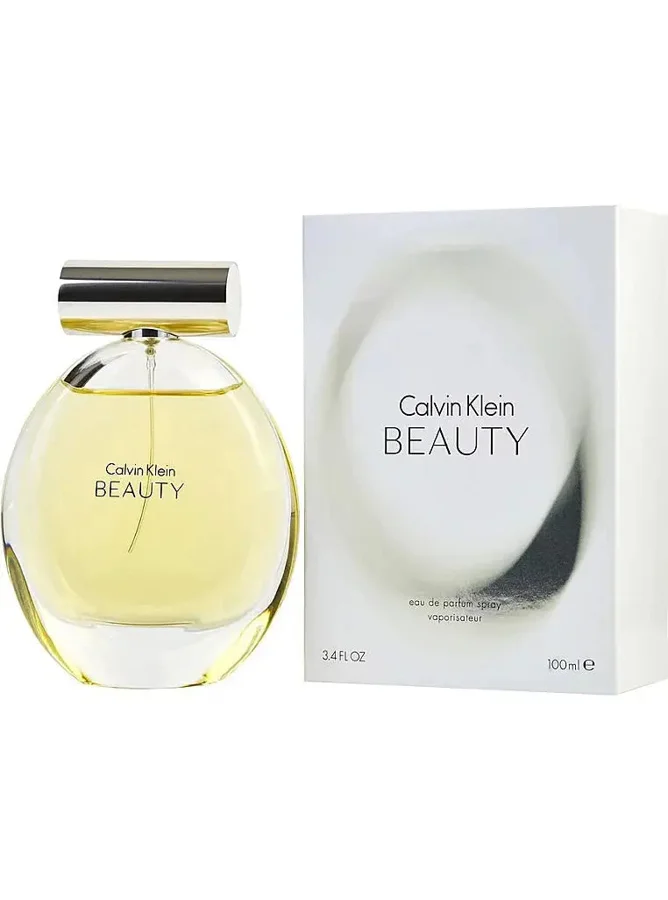 Calvin Klein
BEAUTY
Calvin Klein
BEAUTY
eau de parfum spray
vaporisateur
3.4 FL OZ
100 ml e